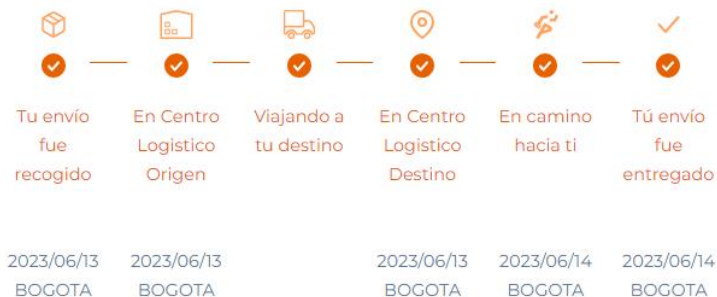 Tu envío
fue
recogido
En Centro
Logistico
Origen
Viajando a
tu destino
En Centro
Logistico
Destino
En camino
hacia ti
Tú envío
fue
entregado
2023/06/13
BOGOTA
2023/06/13
BOGOTA
2023/06/13
BOGOTA
2023/06/14
BOGOTA
2023/06/14
BOGOTA